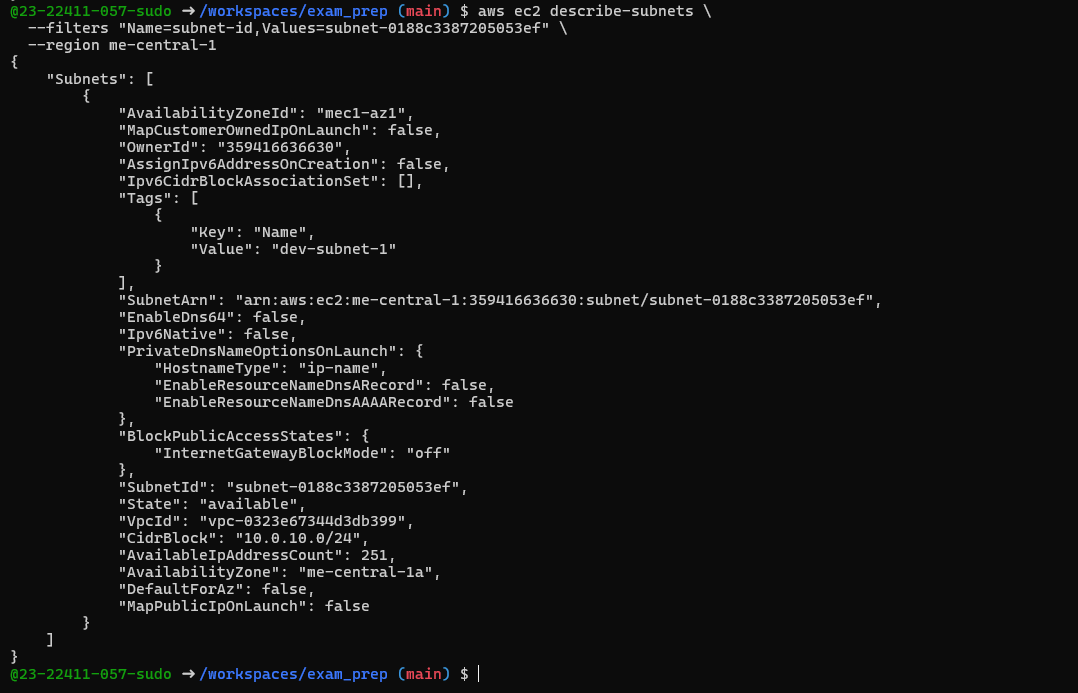 @23-22411-057-sudo → /workspaces/exam_prep (main) $ aws ec2 describe-subnets \
  --filters "Name=subnet-id,Values=subnet-0188c3387205053ef" \
  --region me-central-1
{
    "Subnets": [
        {
            "AvailabilityZoneId": "mec1-az1",
            "MapCustomerOwnedIpOnLaunch": false,
            "OwnerId": "359416636630",
            "AssignIpv6AddressOnCreation": false,
            "Ipv6CidrBlockAssociationSet": [],
            "Tags": [
                {
                    "Key": "Name",
                    "Value": "dev-subnet-1"
                }
            ],
            "SubnetArn": "arn:aws:ec2:me-central-1:359416636630:subnet/subnet-0188c3387205053ef",
            "EnableDns64": false,
            "Ipv6Native": false,
            "PrivateDnsNameOptionsOnLaunch": {
                "HostnameType": "ip-name",
                "EnableResourceNameDnsARecord": false,
                "EnableResourceNameDnsAAAARecord": false
            },
            "BlockPublicAccessStates": {
                "InternetGatewayBlockMode": "off"
            },
            "SubnetId": "subnet-0188c3387205053ef",
            "State": "available",
            "VpcId": "vpc-0323e67344d3db399",
            "CidrBlock": "10.0.10.0/24",
            "AvailableIpAddressCount": 251,
            "AvailabilityZone": "me-central-1a",
            "DefaultForAz": false,
            "MapPublicIpOnLaunch": false
        }
    ]
}
@23-22411-057-sudo → /workspaces/exam_prep (main) $